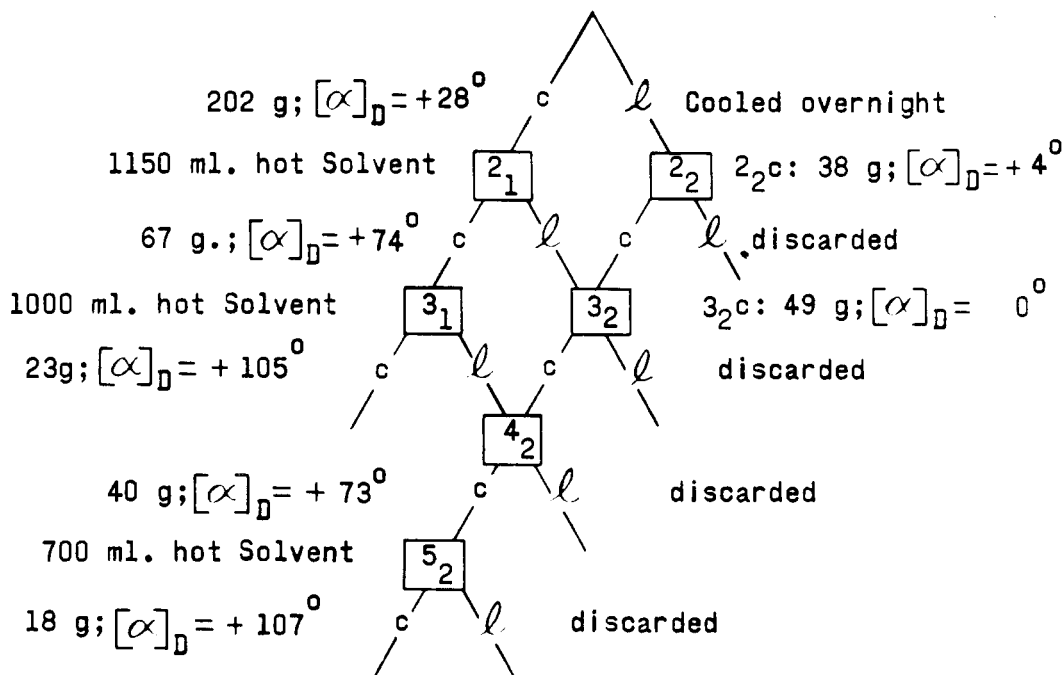 202 g; [α]D = +28° c ℓ Cooled overnight
1150 ml. hot Solvent 2₁ 2₂ 2₂c: 38 g; [α]D = + 4°
67 g.; [α]D = +74° c ℓ c ℓ discarded
1000 ml. hot Solvent 3₁ 3₂ 3₂c: 49 g; [α]D = 0°
23g; [α]D = + 105° c ℓ c ℓ discarded
4₂
40 g; [α]D = + 73° c ℓ discarded
700 ml. hot Solvent 5₂
18 g; [α]D = + 107° c ℓ discarded